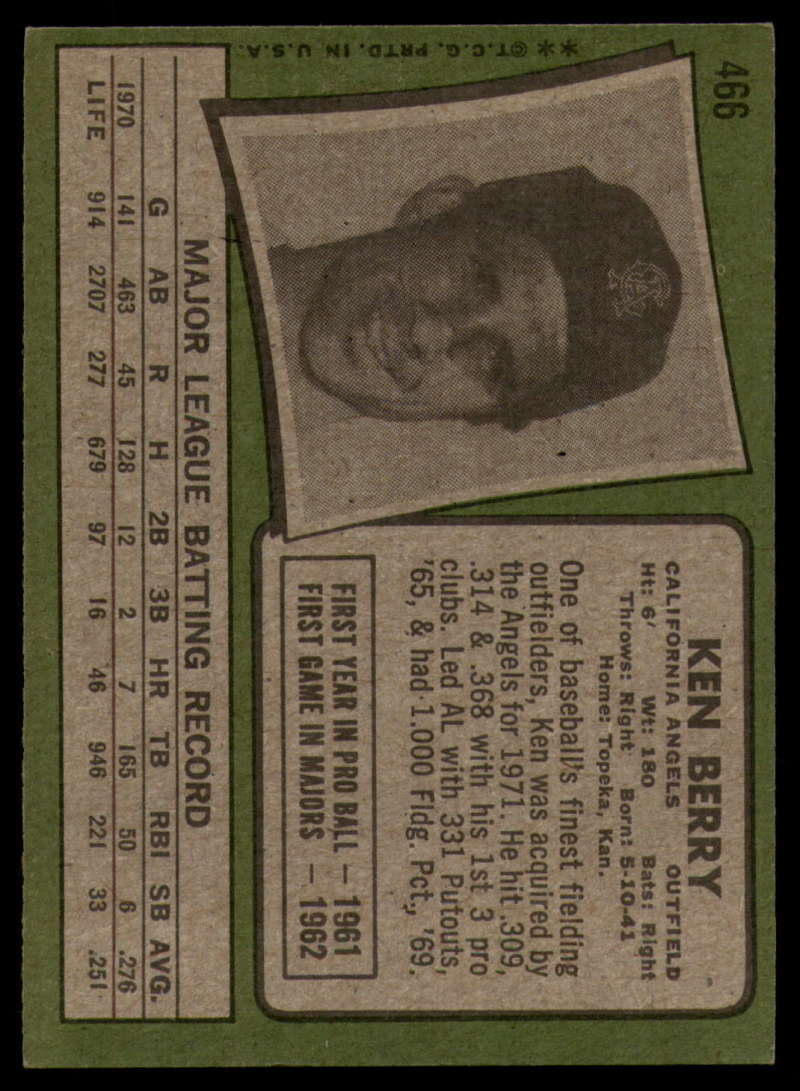 466
**©T.C.G. PRTD. IN U.S.A.
KEN BERRY
CALIFORNIA ANGELS OUTFIELD
Ht: 6' Wt: 180 Bats: Right
Throws: Right Born: 5-10-41
Home: Topeka, Kan.
One of baseball's finest fielding
outfielders, Ken was acquired by
the Angels for 1971. He hit .309,
.314 & .368 with his 1st 3 pro
clubs. Led AL with 331 Putouts,
'65, & had 1.000 Fldg. Pct., '69.
FIRST YEAR IN PRO BALL — 1961
FIRST GAME IN MAJORS — 1962
MAJOR LEAGUE BATTING RECORD
G AB R H 2B 3B HR TB RBI SB AVG.
1970 141 463 45 128 12 2 7 165 50 6 .276
LIFE 914 2707 277 679 97 16 46 946 221 33 .251